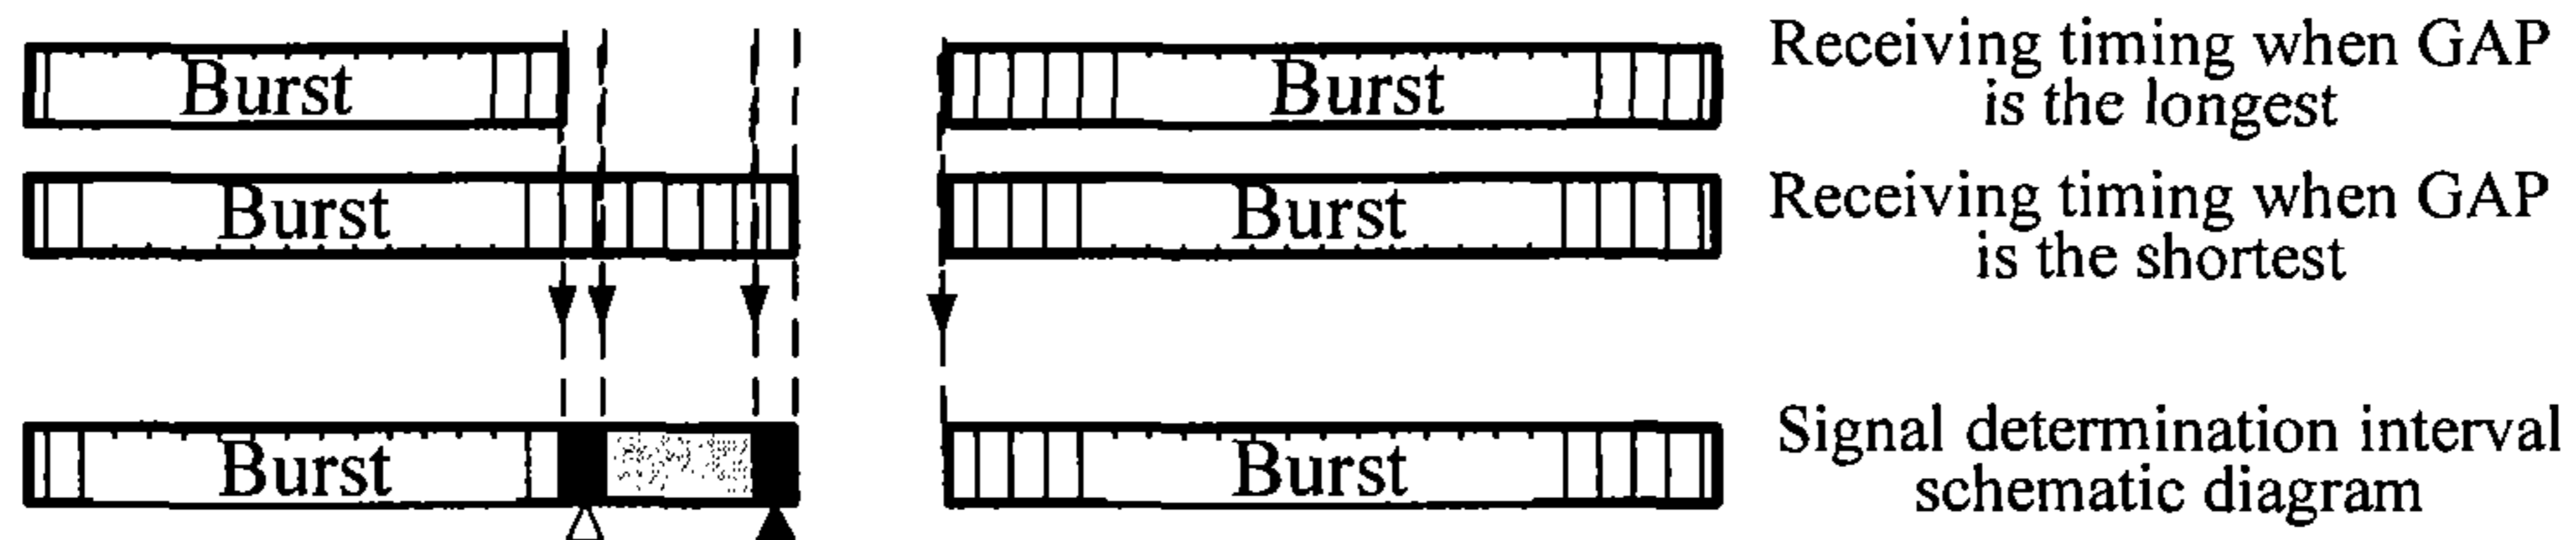 Burst Burst Receiving timing when GAP
is the longest
Burst Burst Receiving timing when GAP
is the shortest
Burst Burst Signal determination interval
schematic diagram